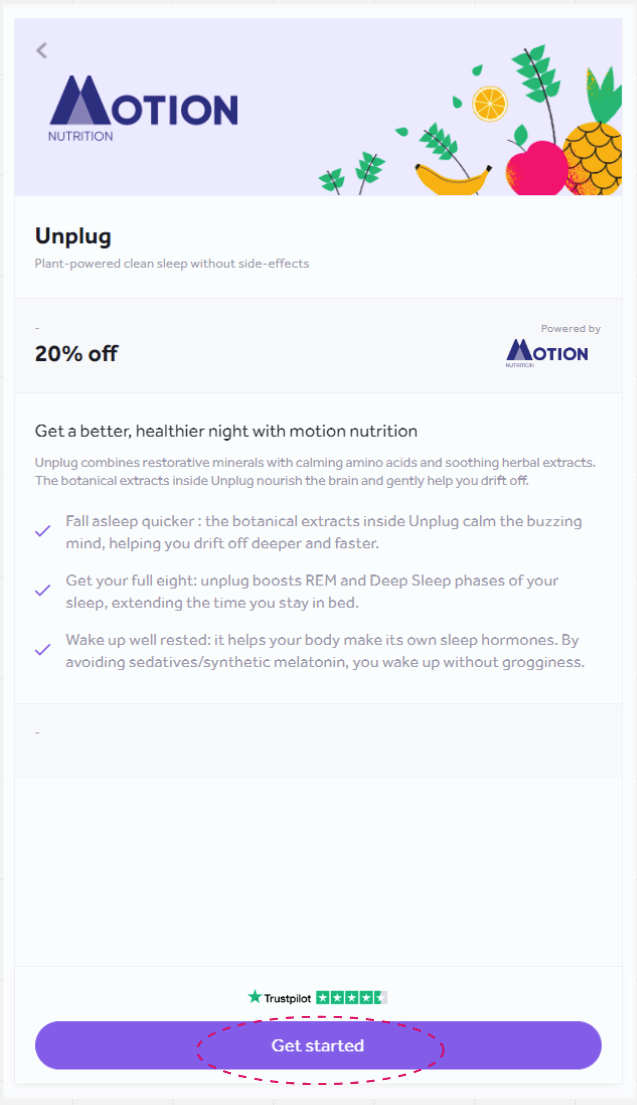 MOTION
NUTRITION
Unplug
Plant-powered clean sleep without side-effects
-
20% off
Powered by
MOTION
NUTRITION
Get a better, healthier night with motion nutrition
Unplug combines restorative minerals with calming amino acids and soothing herbal extracts.
The botanical extracts inside Unplug nourish the brain and gently help you drift off.
Fall asleep quicker : the botanical extracts inside Unplug calm the buzzing
mind, helping you drift off deeper and faster.
Get your full eight: unplug boosts REM and Deep Sleep phases of your
sleep, extending the time you stay in bed.
Wake up well rested: it helps your body make its own sleep hormones. By
avoiding sedatives/synthetic melatonin, you wake up without grogginess.
-
Trustpilot
Get started